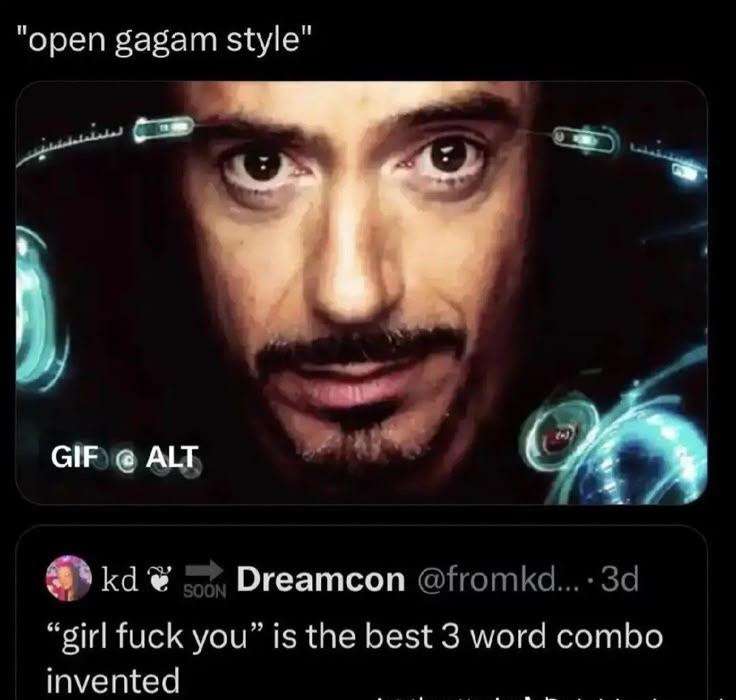 "open gagam style"
GIF @ ALT
kd ❦ SOON Dreamcon @fromkd... · 3d
“girl fuck you” is the best 3 word combo
invented